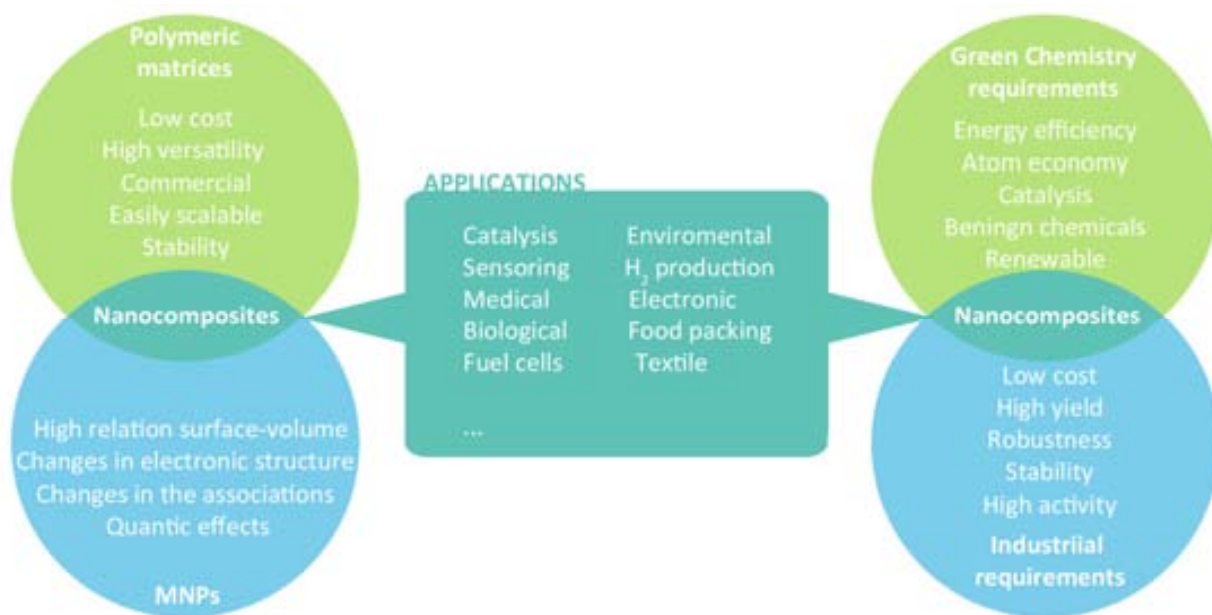 Polymeric
matrices
Low cost
High versatility
Commercial
Easily scalable
Stability
Nanocomposites
High relation surface-volume
Changes in electronic structure
Changes in the associations
Quantic effects
MNPs
APPLICATIONS
Catalysis
Sensoring
Medical
Biological
Fuel cells
...
Enviromental
H₂ production
Electronic
Food packing
Textile
Green Chemistry
requirements
Energy efficiency
Atom economy
Catalysis
Beningn chemicals
Renewable
Nanocomposites
Low cost
High yield
Robustness
Stability
High activity
Industriial
requirements